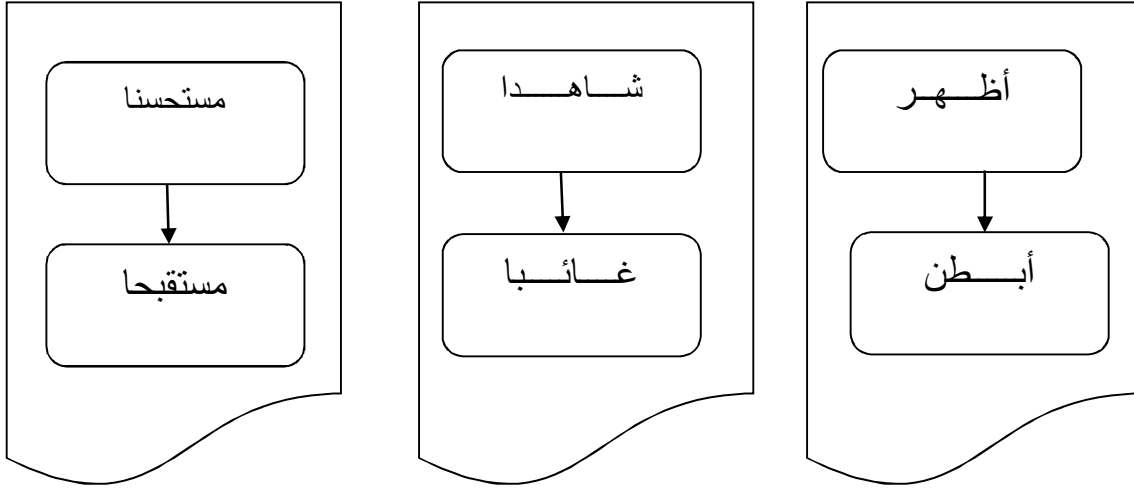 أظهر
أبطن
شاهدا
غائبا
مستحسنا
مستقبحا